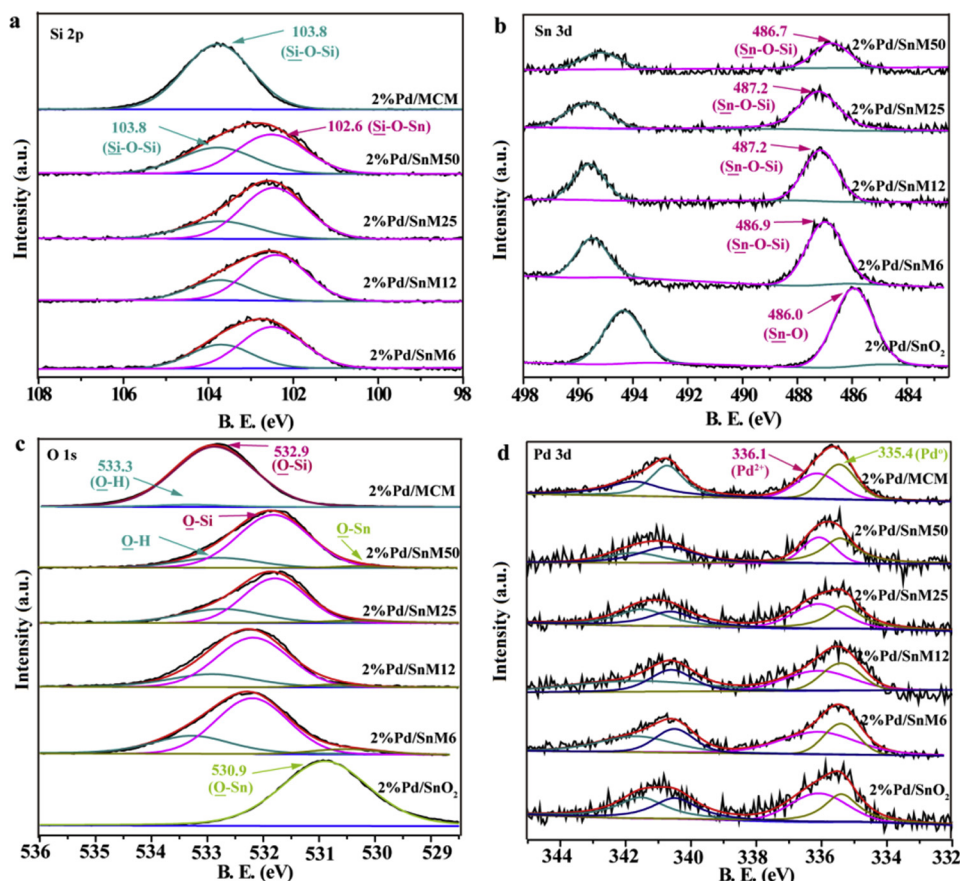 a
Si 2p
103.8
(Si-O-Si)
2%Pd/MCM
103.8
(Si-O-Si)
102.6 (Si-O-Sn)
2%Pd/SnM50
2%Pd/SnM25
2%Pd/SnM12
2%Pd/SnM6
Intensity (a.u.)
108 106 104 102 100 98
B. E. (eV)
b
Sn 3d
486.7
(Sn-O-Si)
2%Pd/SnM50
487.2
(Sn-O-Si)
2%Pd/SnM25
487.2
(Sn-O-Si)
2%Pd/SnM12
486.9
(Sn-O-Si)
2%Pd/SnM6
486.0
(Sn-O)
2%Pd/SnO₂
Intensity (a.u.)
498 496 494 492 490 488 486 484
B. E. (eV)
c
O 1s
533.3
(O-H)
532.9
(O-Si)
2%Pd/MCM
O-Si
O-Sn
O-H
2%Pd/SnM50
2%Pd/SnM25
2%Pd/SnM12
2%Pd/SnM6
530.9
(O-Sn)
2%Pd/SnO₂
Intensity (a.u.)
536 535 534 533 532 531 530 529
B. E. (eV)
d
Pd 3d
336.1
(Pd²⁺)
335.4 (Pd⁰)
2%Pd/MCM
2%Pd/SnM50
2%Pd/SnM25
2%Pd/SnM12
2%Pd/SnM6
2%Pd/SnO₂
Intensity (a.u.)
344 342 340 338 336 334 332
B. E. (eV)